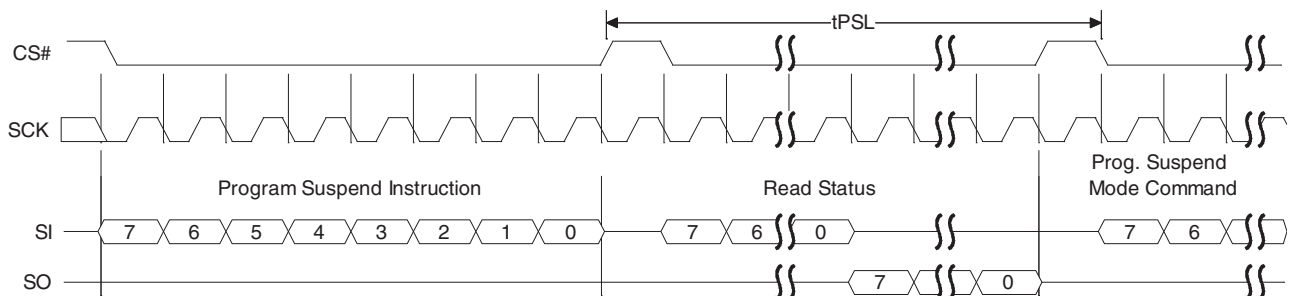 tPSL
CS#
SCK
Program Suspend Instruction
Read Status
Prog. Suspend
Mode Command
SI
7 6 5 4 3 2 1 0
7 6 0
7 6
SO
7 0